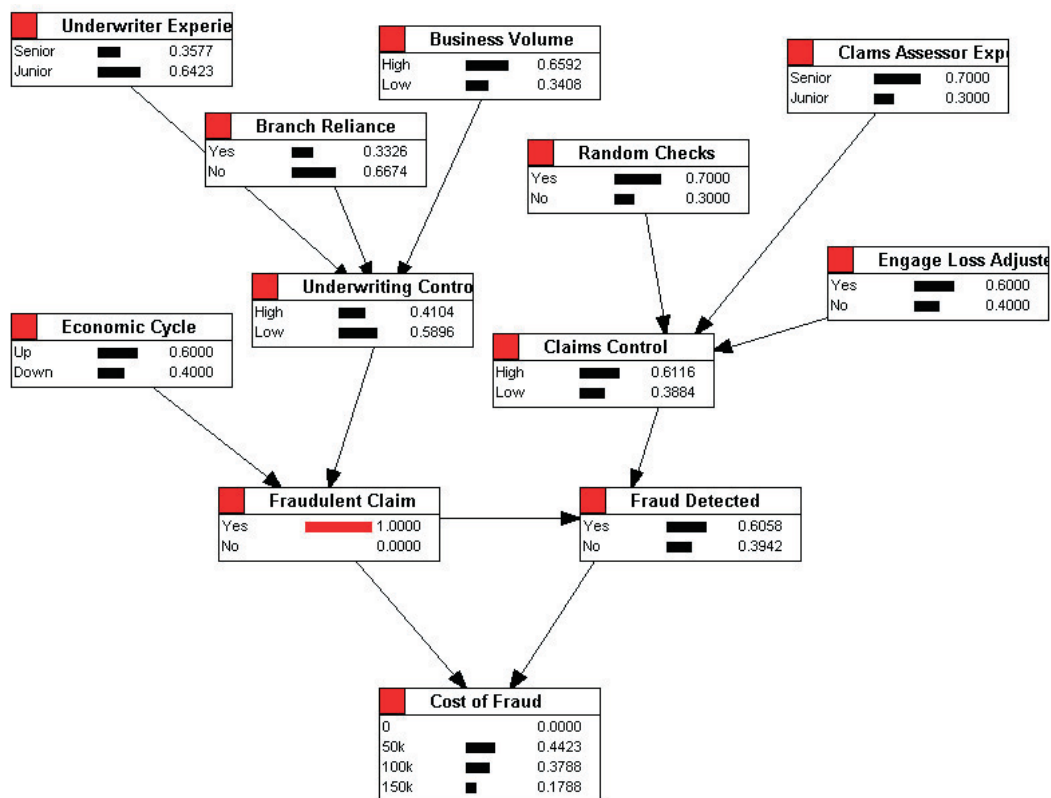 Underwriter Experie
Senior 0.3577
Junior 0.6423
Business Volume
High 0.6592
Low 0.3408
Clams Assessor Expe
Senior 0.7000
Junior 0.3000
Branch Reliance
Yes 0.3326
No 0.6674
Random Checks
Yes 0.7000
No 0.3000
Underwriting Contro
High 0.4104
Low 0.5896
Engage Loss Adjuste
Yes 0.6000
No 0.4000
Economic Cycle
Up 0.6000
Down 0.4000
Claims Control
High 0.6116
Low 0.3884
Fraudulent Claim
Yes 1.0000
No 0.0000
Fraud Detected
Yes 0.6058
No 0.3942
Cost of Fraud
0 0.0000
50k 0.4423
100k 0.3788
150k 0.1788